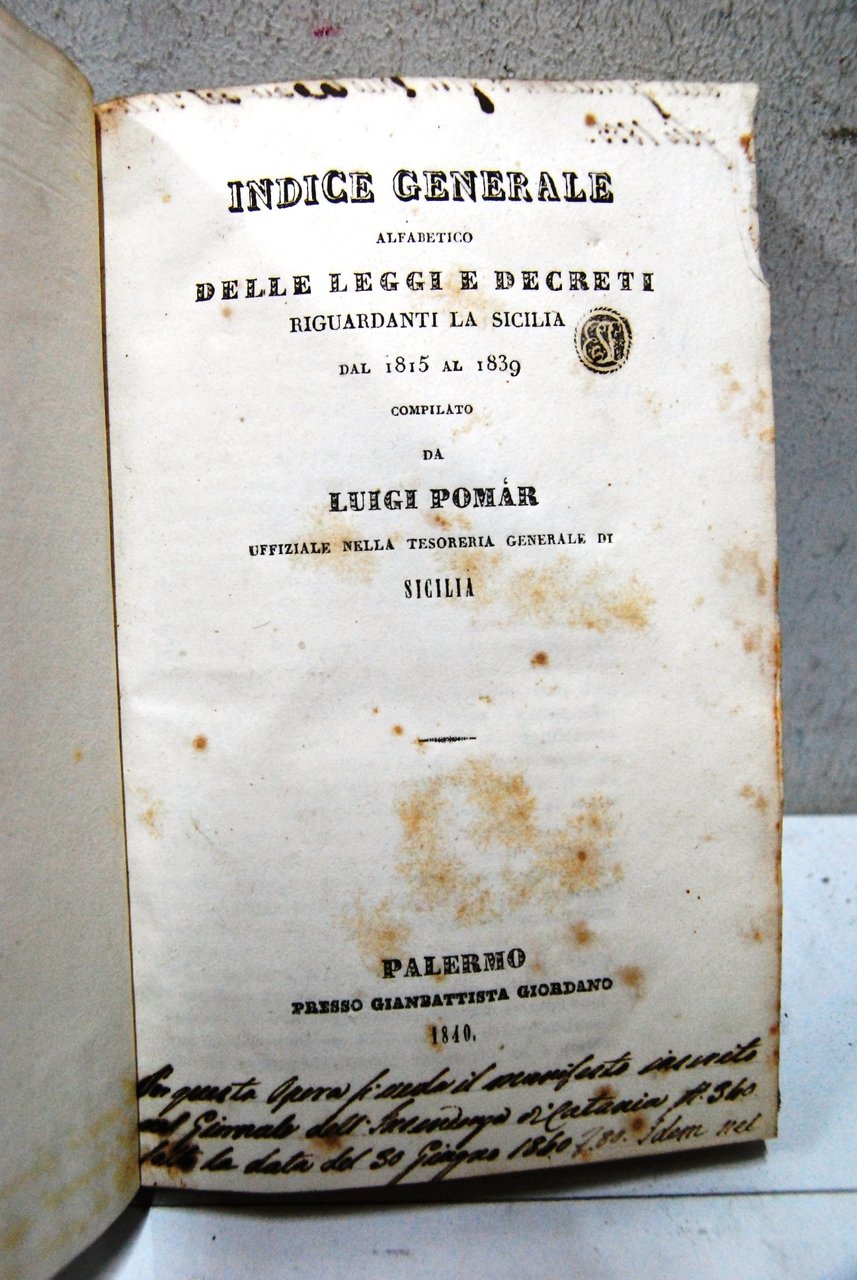 INDICE GENERALE
ALFABETICO
DELLE LEGGI E DECRETI
RIGUARDANTI LA SICILIA
DAL 1815 AL 1839
COMPILATO
DA
LUIGI POMÁR
UFFIZIALE NELLA TESORERIA GENERALE DI
SICILIA
PALERMO
PRESSO GIANBATTISTA GIORDANO
1840.
Per questa Opera si veda il manifesto inserito
nel Giornale dell'Intendenza di Catania N. 360
sotto la data del 30 Giugno 1840 Idem nel